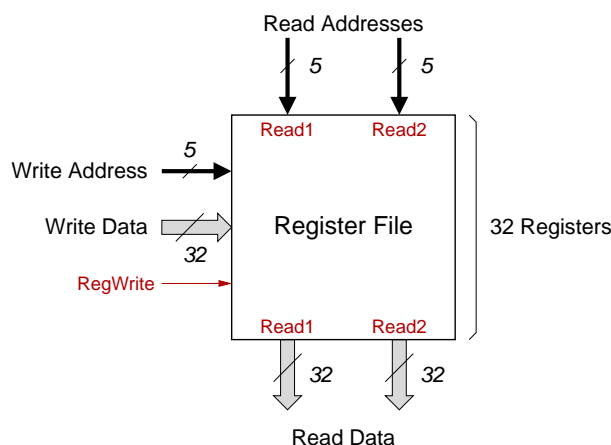 Read Addresses
5 5
Read1 Read2
5
Write Address
Write Data
32
Register File
32 Registers
RegWrite
Read1 Read2
32 32
Read Data